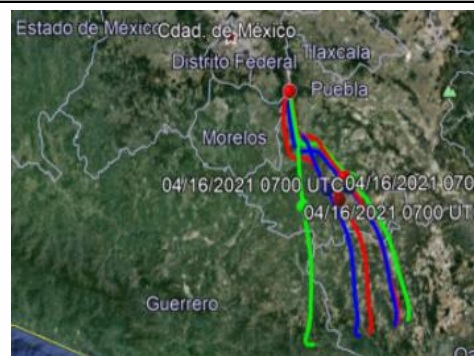 Estado de México
Cdad. de México
Tlaxcala
Distrito Federal
Puebla
Morelos
04/16/2021 0700 UTC
04/16/2021 070
04/16/2021 0700 UT
Guerrero